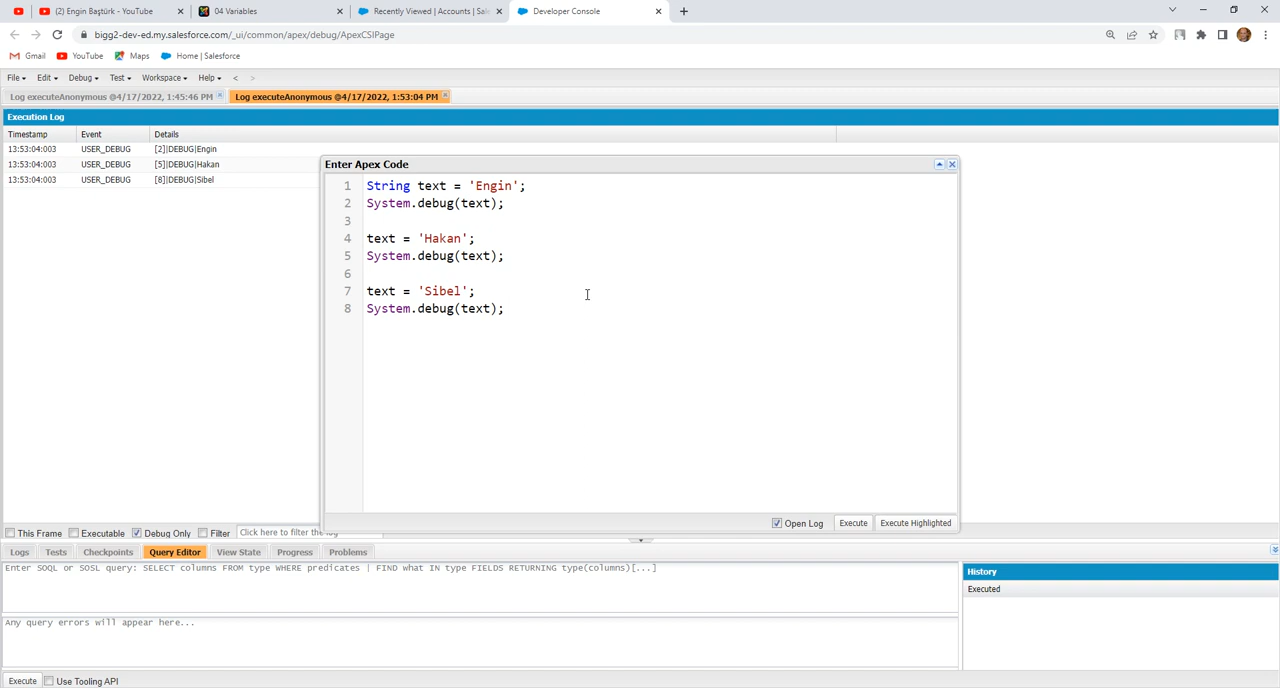 (2) Engin Baştürk - YouTube
04 Variables
Recently Viewed | Accounts | Sale
Developer Console
bigg2-dev-ed.my.salesforce.com/_ui/common/apex/debug/ApexCSIPage
Gmail YouTube Maps Home | Salesforce
File Edit Debug Test Workspace Help < >
Log executeAnonymous @4/17/2022, 1:45:46 PM Log executeAnonymous @4/17/2022, 1:53:04 PM
Execution Log
Timestamp Event Details
13:53:04:003 USER_DEBUG [2]|DEBUG|Engin
13:53:04:003 USER_DEBUG [5]|DEBUG|Hakan
13:53:04:003 USER_DEBUG [8]|DEBUG|Sibel
Enter Apex Code
1 String text = 'Engin';
2 System.debug(text);
3
4 text = 'Hakan';
5 System.debug(text);
6
7 text = 'Sibel';
8 System.debug(text);
Open Log Execute Execute Highlighted
This Frame Executable Debug Only Filter Click here to filter the log
Logs Tests Checkpoints Query Editor View State Progress Problems
Enter SOQL or SOSL query: SELECT columns FROM type WHERE predicates | FIND what IN type FIELDS RETURNING type(columns)[...]
History
Executed
Any query errors will appear here...
Execute Use Tooling API